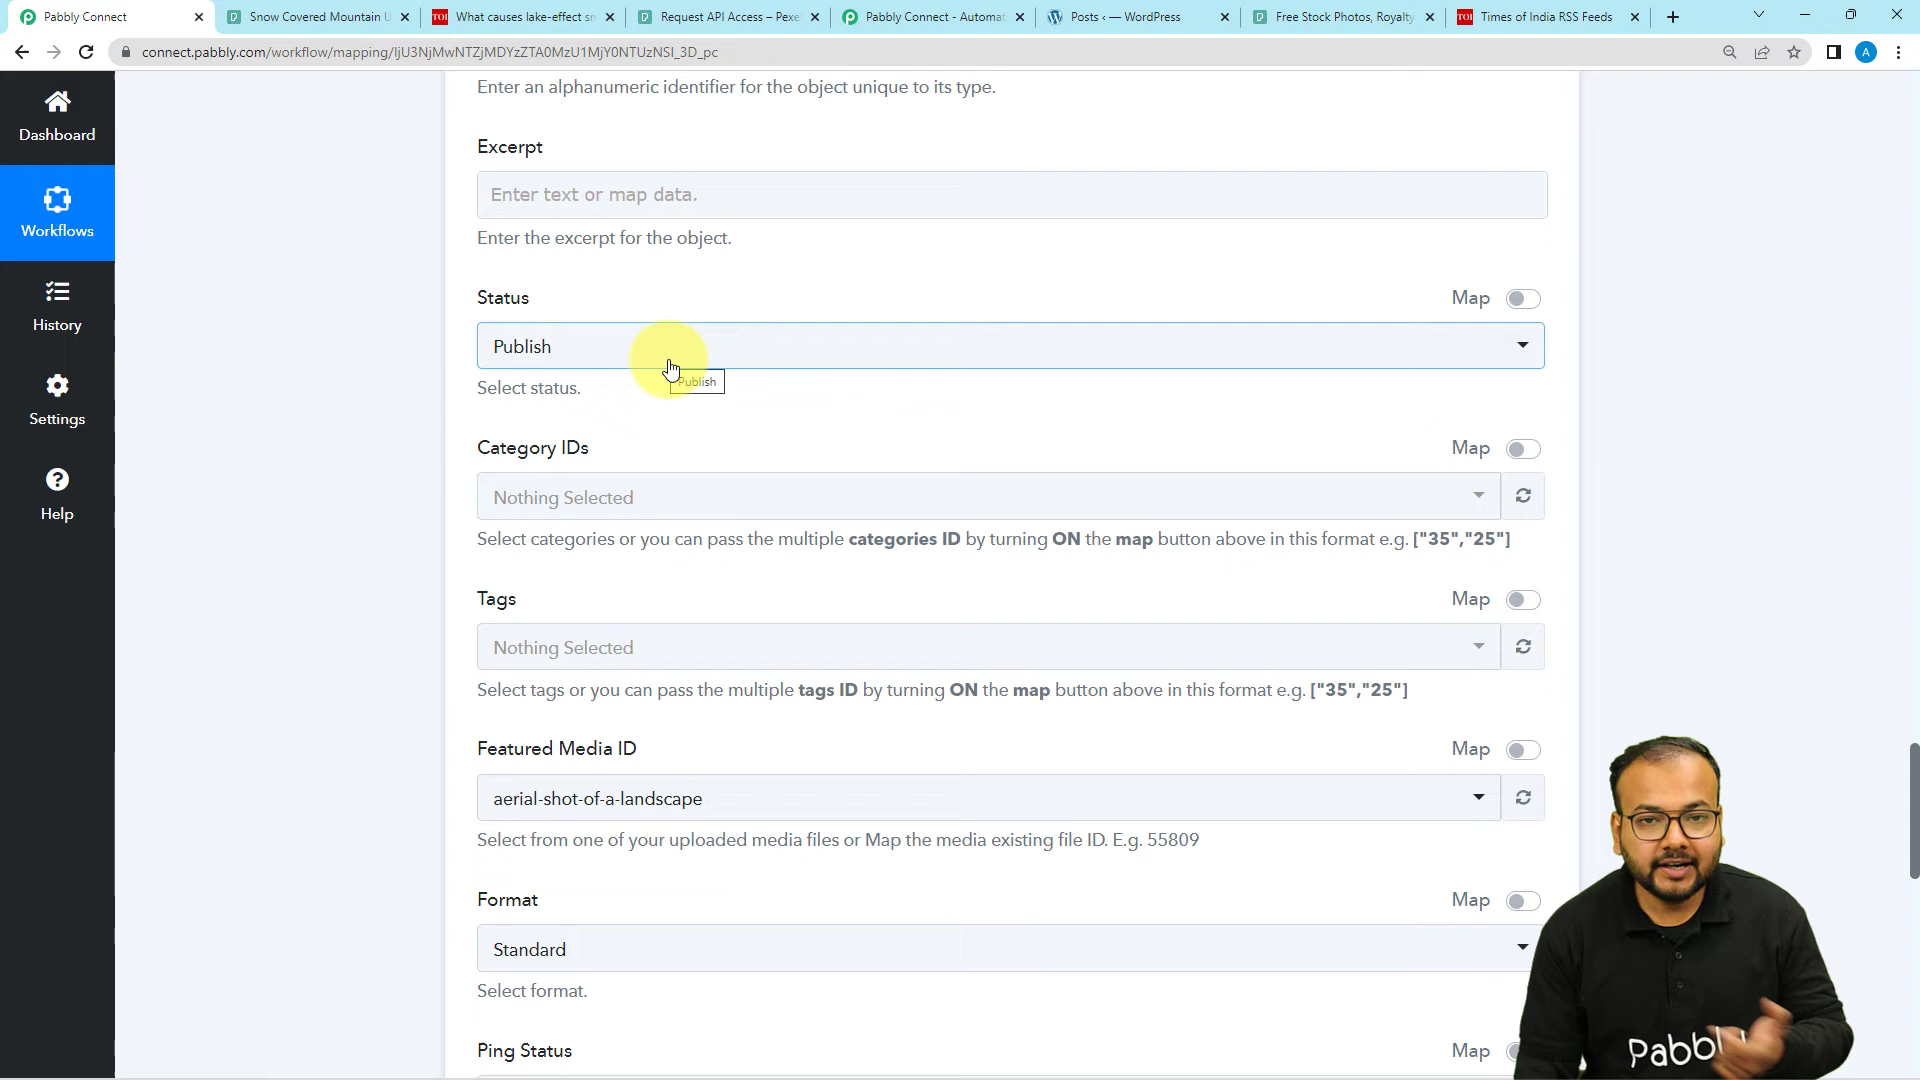 Pabbly Connect
Snow Covered Mountain U
What causes lake-effect sn
Request API Access – Pexe
Pabbly Connect - Automat
Posts ‹ — WordPress
Free Stock Photos, Royalty
Times of India RSS Feeds
connect.pabbly.com/workflow/mapping/IjU3NjMwNTZjMDYzZTA0MzU1MjY0NTUzNSI_3D_pc
A
Dashboard
Workflows
History
Settings
Help
Enter an alphanumeric identifier for the object unique to its type.
Excerpt
Enter text or map data.
Enter the excerpt for the object.
Status
Map
Publish
Publish
Select status.
Category IDs
Map
Nothing Selected
Select categories or you can pass the multiple categories ID by turning ON the map button above in this format e.g. ["35","25"]
Tags
Map
Nothing Selected
Select tags or you can pass the multiple tags ID by turning ON the map button above in this format e.g. ["35","25"]
Featured Media ID
Map
aerial-shot-of-a-landscape
Select from one of your uploaded media files or Map the media existing file ID. E.g. 55809
Format
Map
Standard
Select format.
Ping Status
Map
Pabbl